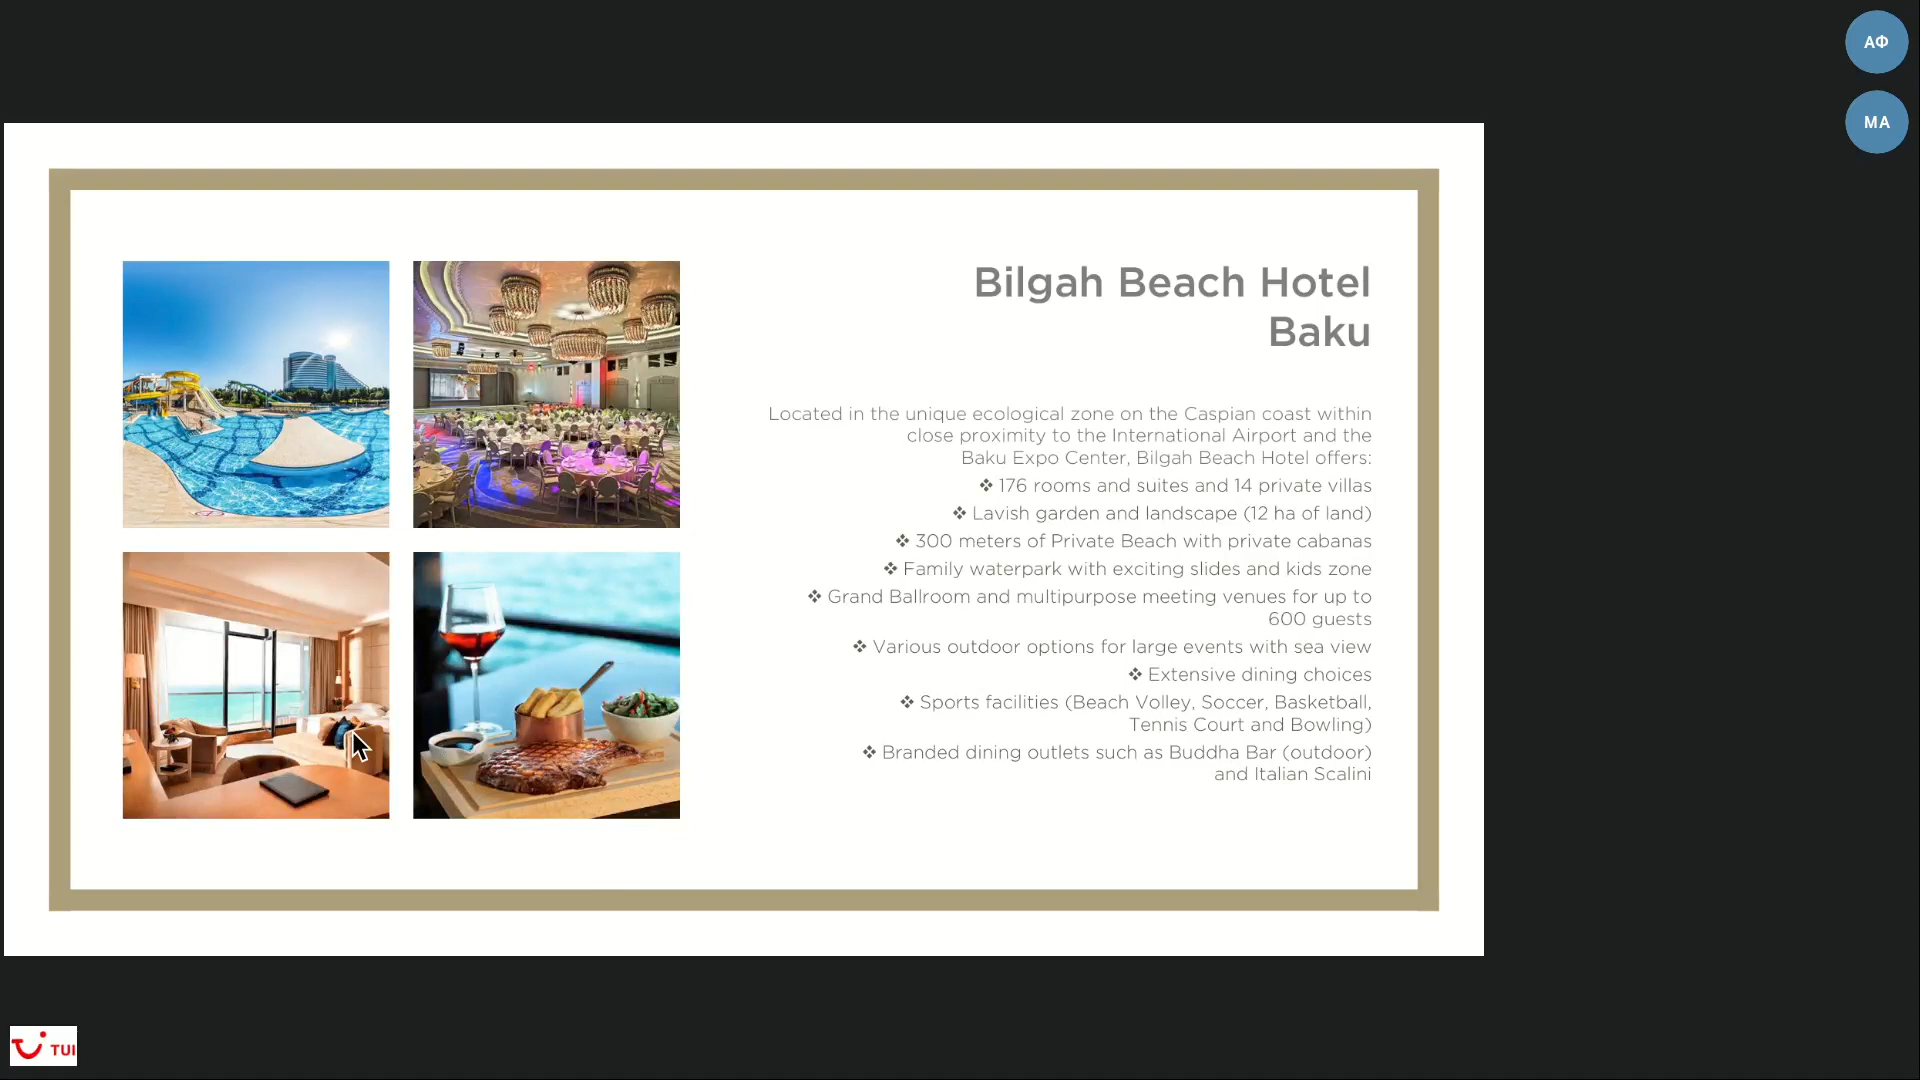 АФ
МА
Bilgah Beach Hotel
Baku
Located in the unique ecological zone on the Caspian coast within
close proximity to the International Airport and the
Baku Expo Center, Bilgah Beach Hotel offers:
❖ 176 rooms and suites and 14 private villas
❖ Lavish garden and landscape (12 ha of land)
❖ 300 meters of Private Beach with private cabanas
❖ Family waterpark with exciting slides and kids zone
❖ Grand Ballroom and multipurpose meeting venues for up to
600 guests
❖ Various outdoor options for large events with sea view
❖ Extensive dining choices
❖ Sports facilities (Beach Volley, Soccer, Basketball,
Tennis Court and Bowling)
❖ Branded dining outlets such as Buddha Bar (outdoor)
and Italian Scalini
TUI